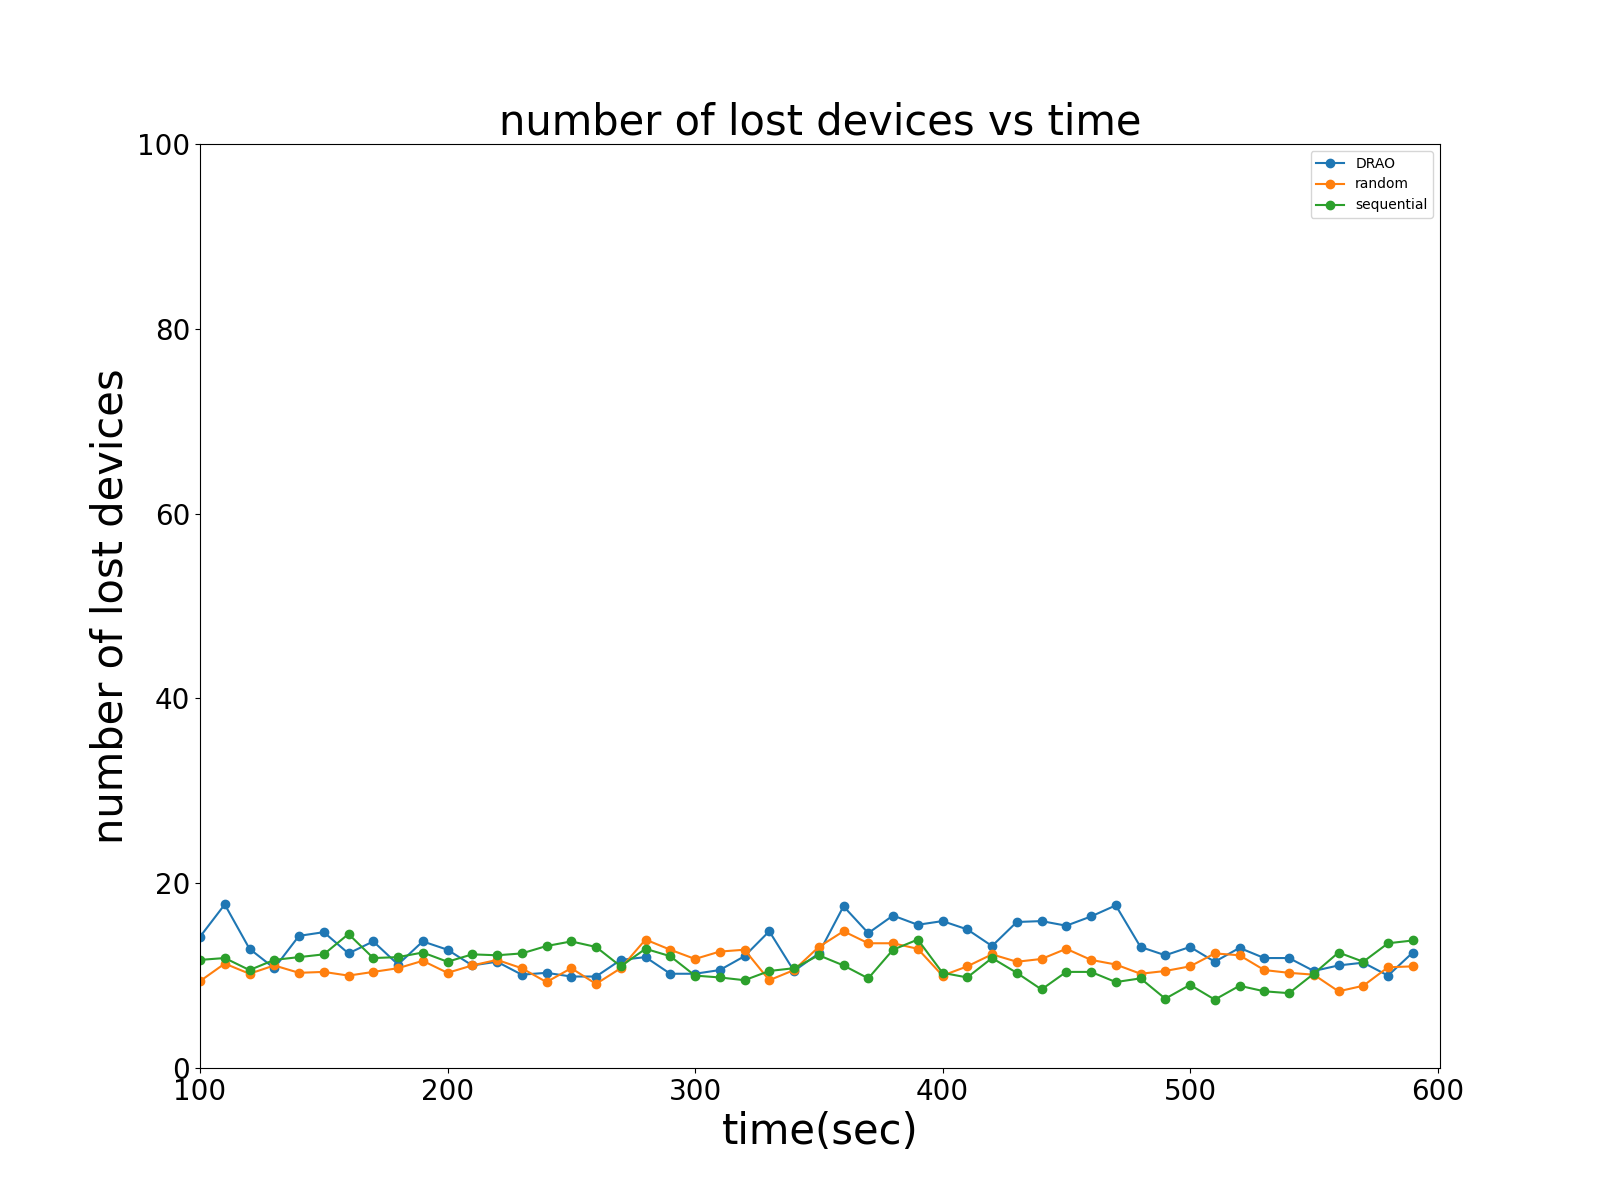 number of lost devices vs time
number of lost devices
100
80
60
40
20
0
100 200 300 400 500 600
time(sec)
DRAO
random
sequential